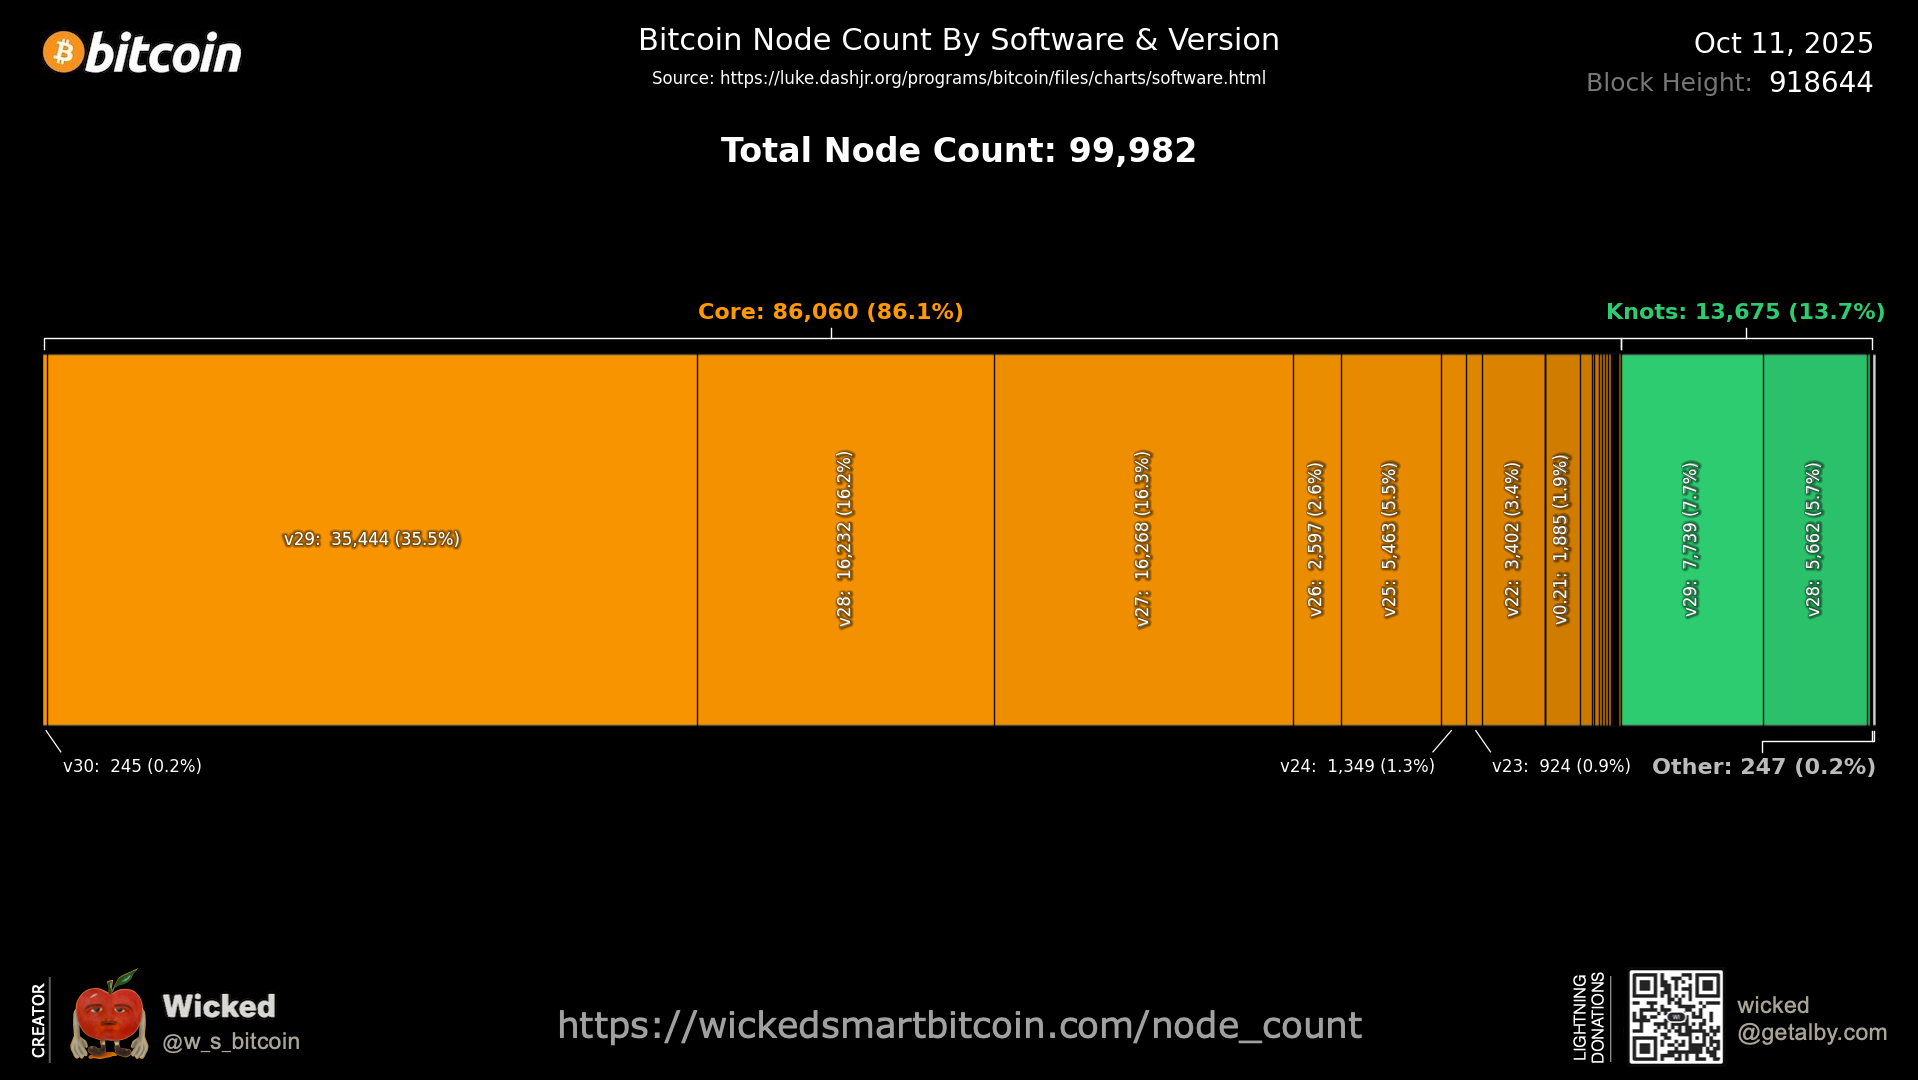 bitcoin
Bitcoin Node Count By Software & Version
Source: https://luke.dashjr.org/programs/bitcoin/files/charts/software.html
Oct 11, 2025
Block Height: 918644
Total Node Count: 99,982
Core: 86,060 (86.1%)
Knots: 13,675 (13.7%)
v29: 35,444 (35.5%)
v28: 16,232 (16.2%)
v27: 16,268 (16.3%)
v26: 2,597 (2.6%)
v25: 5,463 (5.5%)
v22: 3,402 (3.4%)
v0.21: 1,885 (1.9%)
v29: 7,739 (7.7%)
v28: 5,662 (5.7%)
v30: 245 (0.2%)
v24: 1,349 (1.3%)
v23: 924 (0.9%)
Other: 247 (0.2%)
CREATOR
Wicked
@w_s_bitcoin
https://wickedsmartbitcoin.com/node_count
LIGHTNING
DONATIONS
wicked
@getalby.com